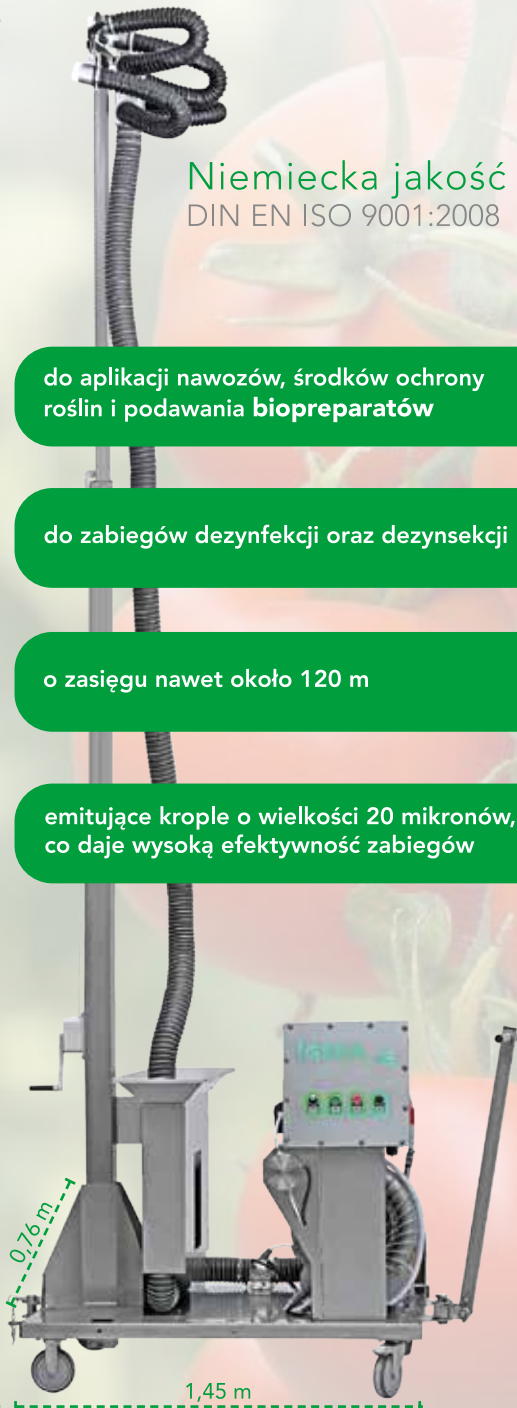 Niemiecka jakość
DIN EN ISO 9001:2008
do aplikacji nawozów, środków ochrony
roślin i podawania biopreparatów
do zabiegów dezynfekcji oraz dezynsekcji
o zasięgu nawet około 120 m
emitujące krople o wielkości 20 mikronów,
co daje wysoką efektywność zabiegów
0,76 m
1,45 m